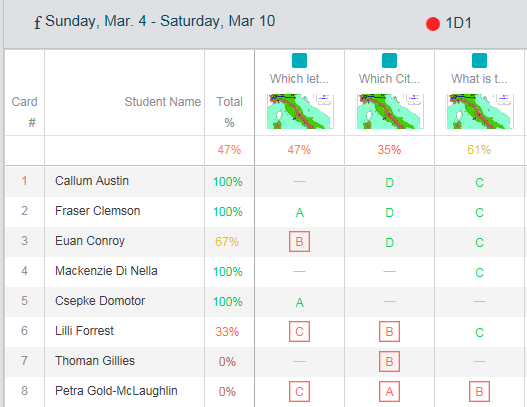 f Sunday, Mar. 4 - Saturday, Mar 10 1D1
Which let... Which Cit... What is t...
Card # Student Name Total %
47% 47% 35% 61%
1 Callum Austin 100% — D C
2 Fraser Clemson 100% A D C
3 Euan Conroy 67% B D C
4 Mackenzie Di Nella 100% — — C
5 Csepke Domotor 100% A — —
6 Lilli Forrest 33% C B C
7 Thomas Gillies 0% — B —
8 Petra Gold-McLaughlin 0% C A B